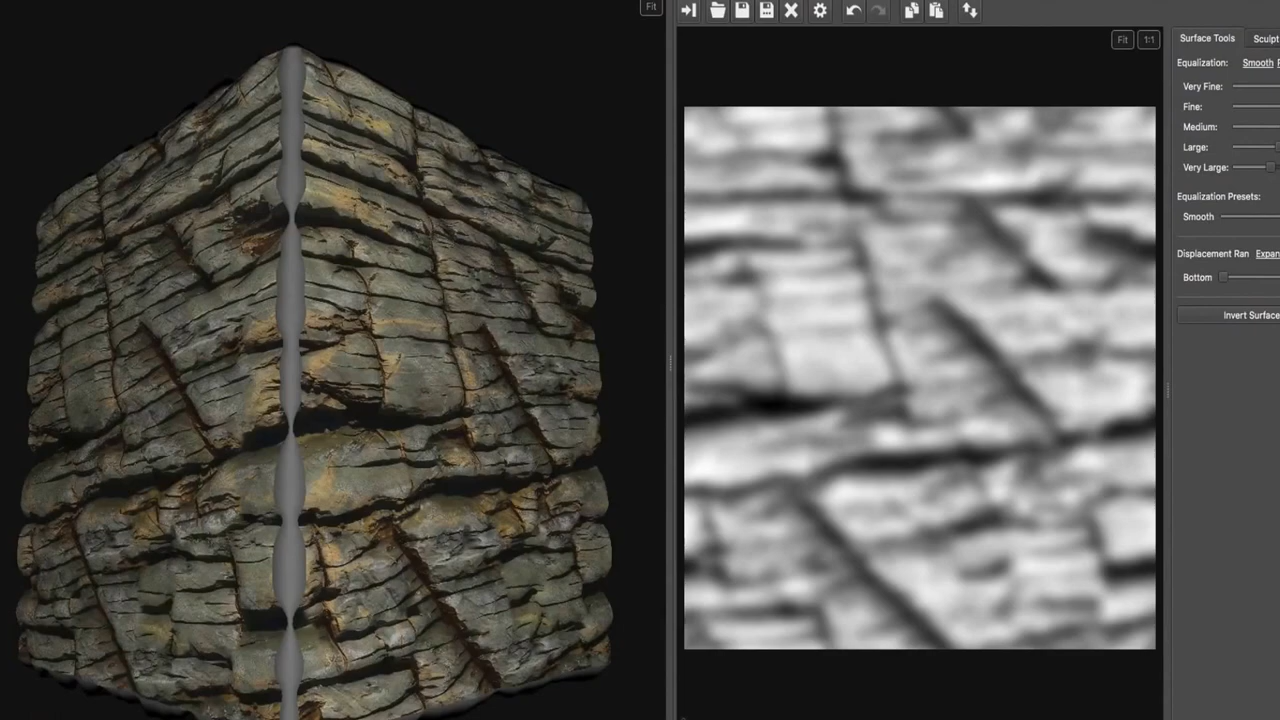 Fit
Fit 1:1
Surface Tools Sculpt
Equalization: Smooth
Very Fine:
Fine:
Medium:
Large:
Very Large:
Equalization Presets:
Smooth
Displacement Ran Expan
Bottom
Invert Surface